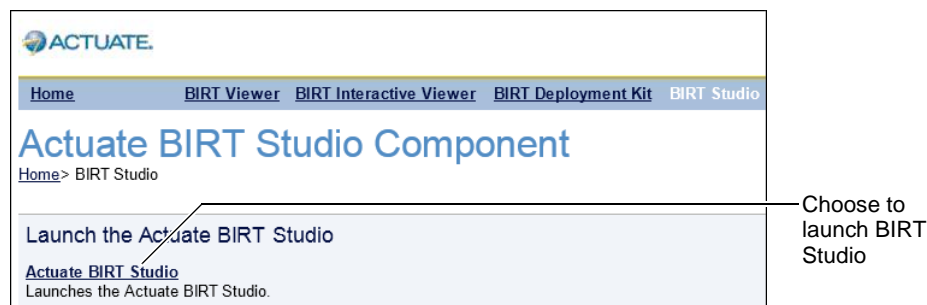 ACTUATE.
Home BIRT Viewer BIRT Interactive Viewer BIRT Deployment Kit BIRT Studio
Actuate BIRT Studio Component
Home> BIRT Studio
Launch the Actuate BIRT Studio
Actuate BIRT Studio
Launches the Actuate BIRT Studio.
Choose to
launch BIRT
Studio